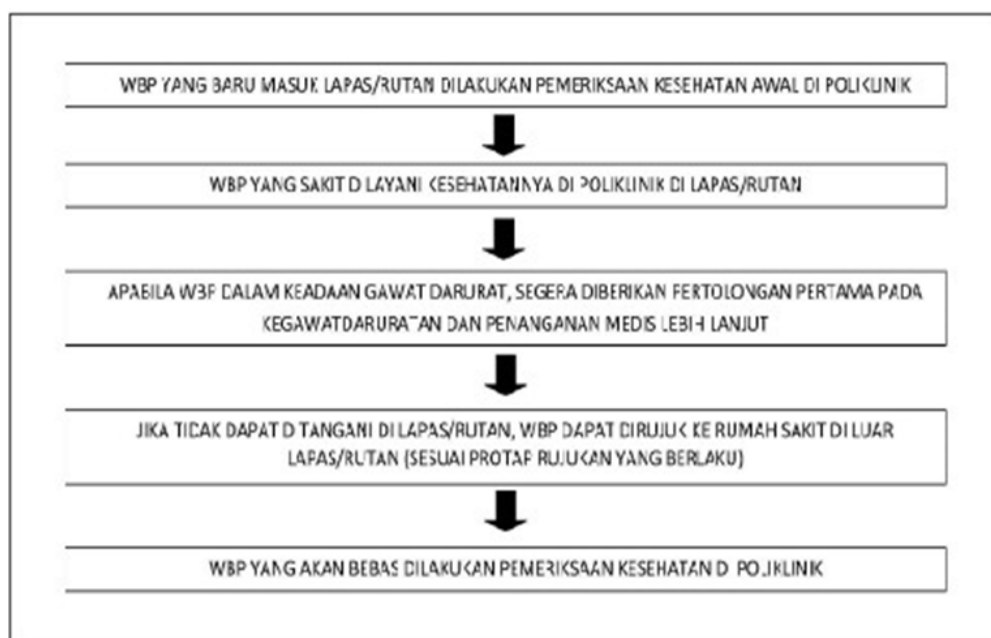 WBP YANG BARU MASUK LAPAS/RUTAN DILAKUKAN PEMERIKSAAN KESEHATAN AWAL DI POLIKLINIK
WBP YANG SAKIT DILAYANI KESEHATANNYA DI POLIKLINIK DI LAPAS/RUTAN
APABILA WBP DALAM KEADAAN GAWAT DARURAT, SEGERA DIBERIKAN PERTOLONGAN PERTAMA PADA
KEGAWATDARURATAN DAN PENANGANAN MEDIS LEBIH LANJUT
JIKA TIDAK DAPAT DITANGANI DI LAPAS/RUTAN, WBP DAPAT DIRUJUK KE RUMAH SAKIT DI LUAR
LAPAS/RUTAN (SESUAI PROTAP RUJUKAN YANG BERLAKU)
WBP YANG AKAN BEBAS DILAKUKAN PEMERIKSAAN KESEHATAN DI POLIKLINIK